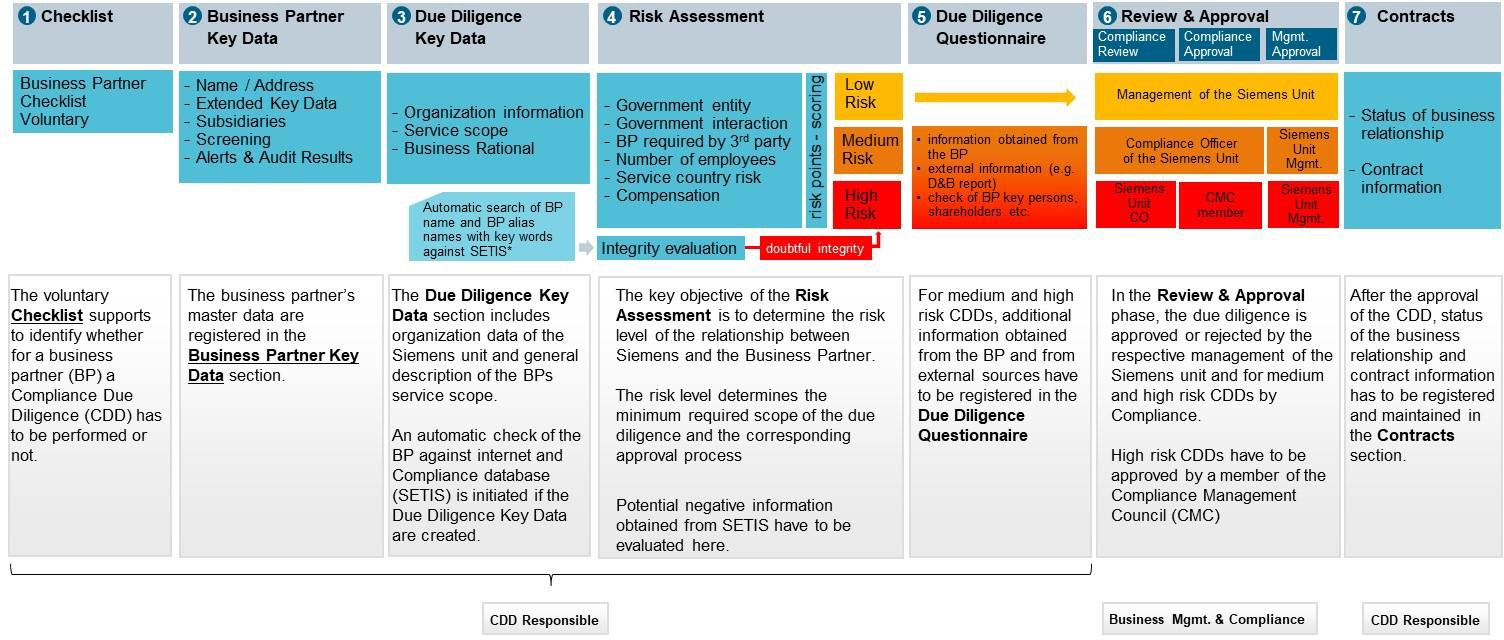 1 Checklist
2 Business Partner
Key Data
3 Due Diligence
Key Data
4 Risk Assessment
5 Due Diligence
Questionnaire
6 Review & Approval
Compliance
Review
Compliance
Approval
Mgmt.
Approval
7 Contracts
Business Partner
Checklist
Voluntary
- Name / Address
- Extended Key Data
- Subsidiaries
- Screening
- Alerts & Audit Results
- Organization information
- Service scope
- Business Rational
Automatic search of BP
name and BP alias
names with key words
against SETIS*
- Government entity
- Government interaction
- BP required by 3rd party
- Number of employees
- Service country risk
- Compensation
risk points - scoring
Low
Risk
Medium
Risk
High
Risk
Integrity evaluation
doubtful integrity
• information obtained from
the BP
• external information (e.g.
D&B report)
• check of BP key persons,
shareholders etc.
Management of the Siemens Unit
Compliance Officer
of the Siemens Unit
Siemens
Unit
Mgmt.
Siemens
Unit
CO
CMC
member
Siemens
Unit
Mgmt.
- Status of business
relationship
- Contract
information
The voluntary
Checklist supports
to identify whether
for a business
partner (BP) a
Compliance Due
Diligence (CDD) has
to be performed or
not.
The business partner's
master data are
registered in the
Business Partner Key
Data section.
The Due Diligence Key
Data section includes
organization data of the
Siemens unit and general
description of the BPs
service scope.
An automatic check of the
BP against internet and
Compliance database
(SETIS) is initiated if the
Due Diligence Key Data
are created.
The key objective of the Risk
Assessment is to determine the risk
level of the relationship between
Siemens and the Business Partner.
The risk level determines the
minimum required scope of the due
diligence and the corresponding
approval process
Potential negative information
obtained from SETIS have to be
evaluated here.
For medium and high
risk CDDs, additional
information obtained
from the BP and from
external sources have
to be registered in the
Due Diligence
Questionnaire
In the Review & Approval
phase, the due diligence is
approved or rejected by the
respective management of the
Siemens unit and for medium
and high risk CDDs by
Compliance.
High risk CDDs have to be
approved by a member of the
Compliance Management
Council (CMC)
After the approval
of the CDD, status
of the business
relationship and
contract information
has to be registered
and maintained in
the Contracts
section.
CDD Responsible
Business Mgmt. & Compliance
CDD Responsible